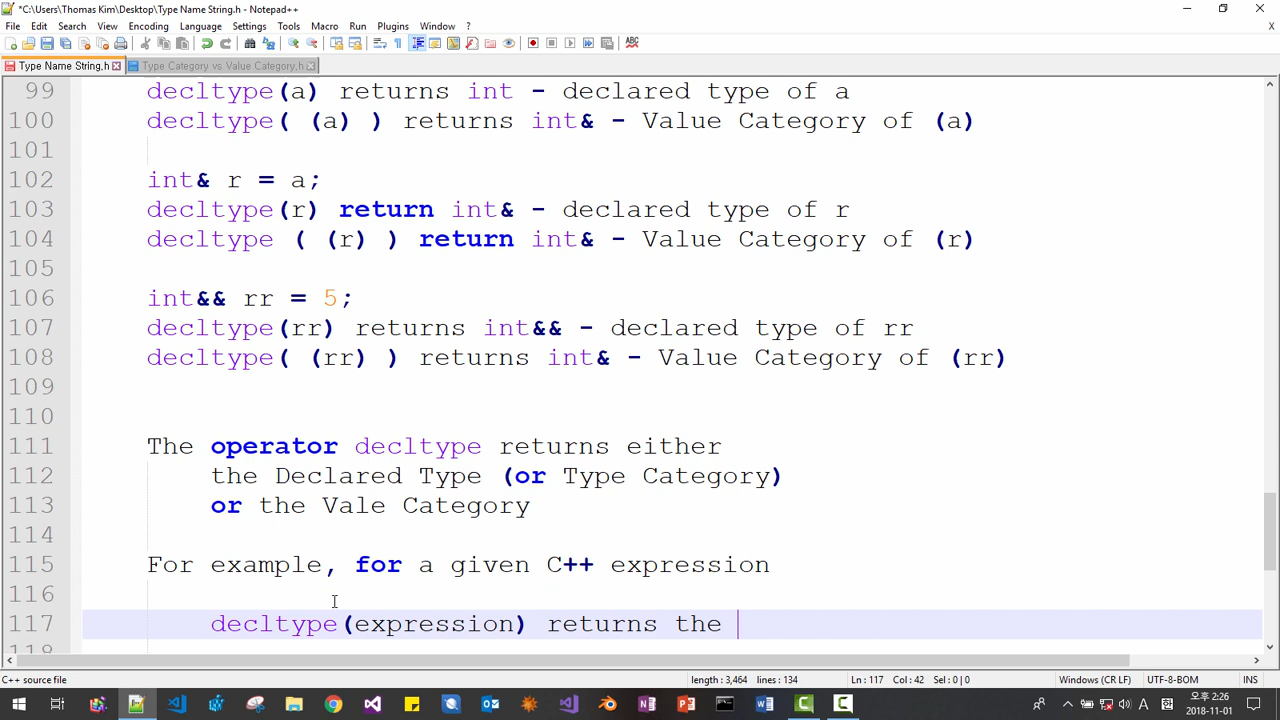 *C:\Users\Thomas Kim\Desktop\Type Name String.h - Notepad++
File Edit Search View Encoding Language Settings Tools Macro Run Plugins Window ?
Type Name String.h Type Category vs Value Category.h
99 decltype(a) returns int - declared type of a
100 decltype( (a) ) returns int& - Value Category of (a)
101
102 int& r = a;
103 decltype(r) return int& - declared type of r
104 decltype ( (r) ) return int& - Value Category of (r)
105
106 int&& rr = 5;
107 decltype(rr) returns int&& - declared type of rr
108 decltype( (rr) ) returns int& - Value Category of (rr)
109
110
111 The operator decltype returns either
112 the Declared Type (or Type Category)
113 or the Vale Category
114
115 For example, for a given C++ expression
116
117 decltype(expression) returns the
118
C++ source file length : 3,464 lines : 134 Ln : 117 Col : 42 Sel : 0 | 0 Windows (CR LF) UTF-8-BOM INS
A 오후 2:26
2018-11-01